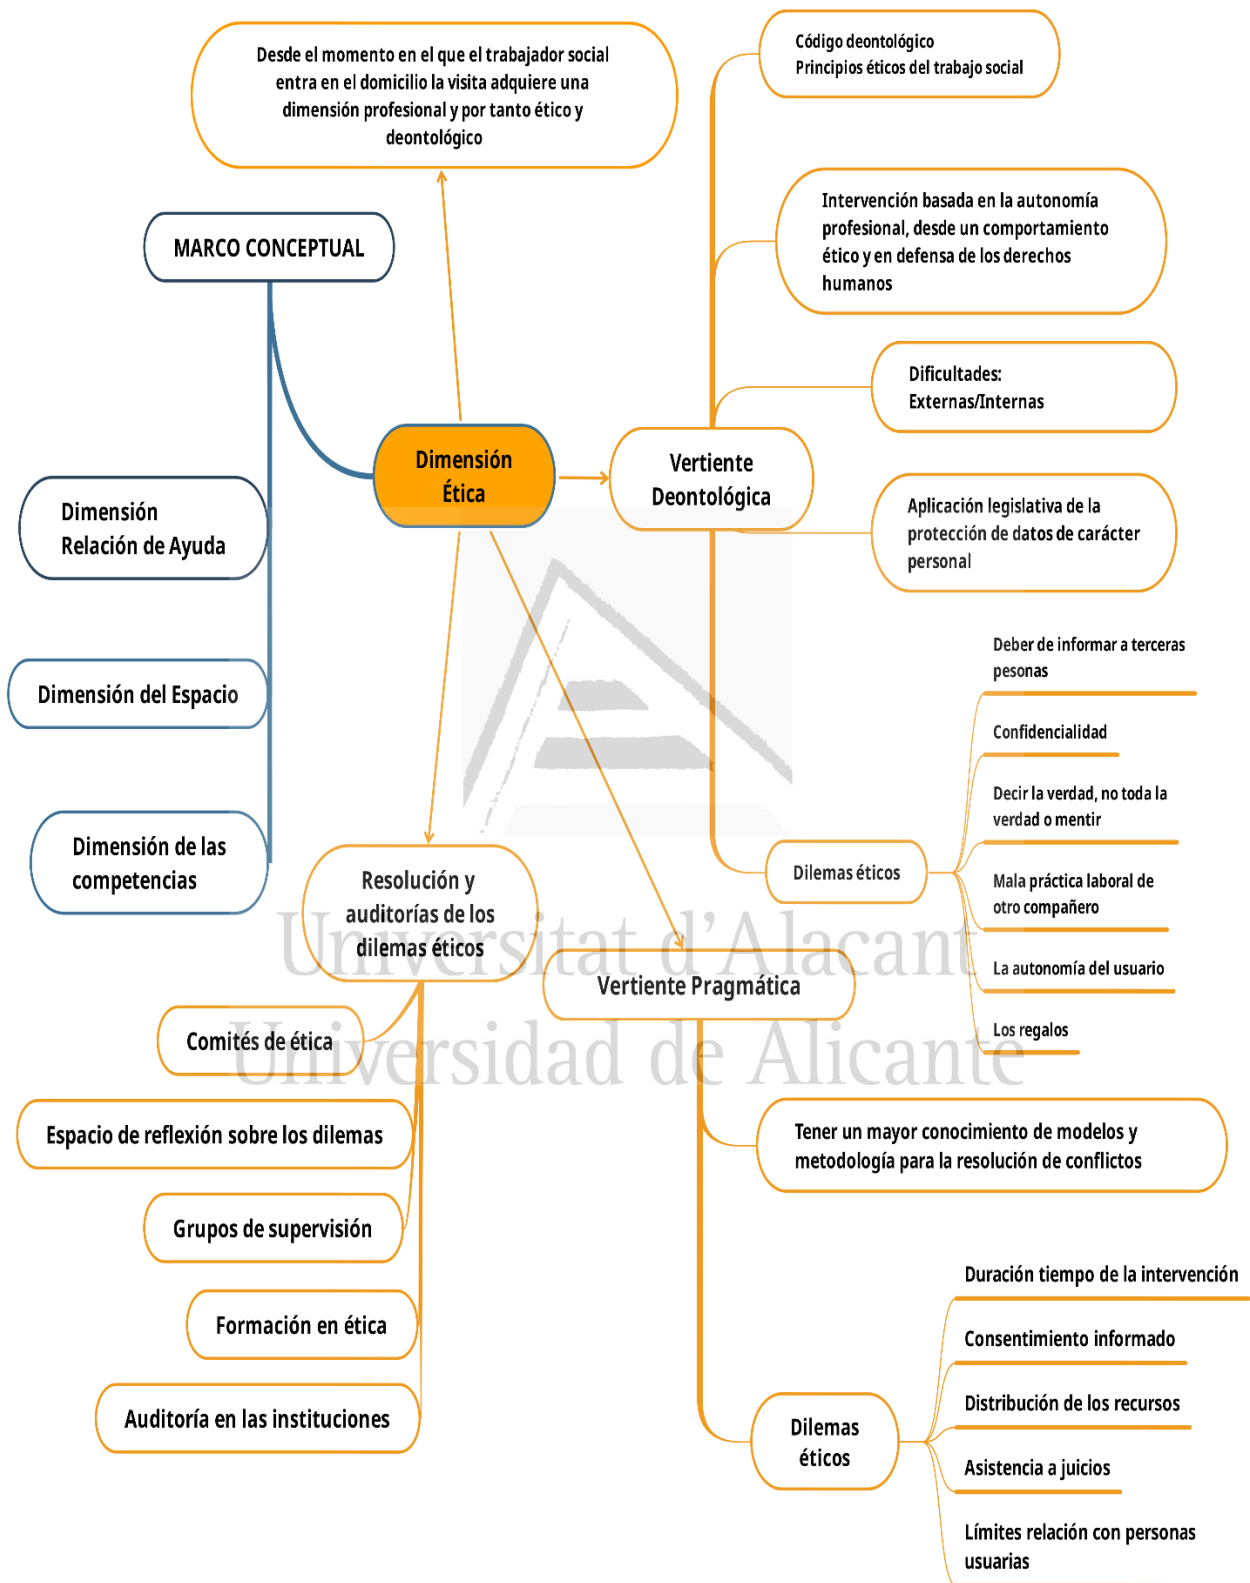 Desde el momento en el que el trabajador social
entra en el domicilio la visita adquiere una
dimensión profesional y por tanto ético y
deontológico
Código deontológico
Principios éticos del trabajo social
MARCO CONCEPTUAL
Intervención basada en la autonomía
profesional, desde un comportamiento
ético y en defensa de los derechos
humanos
Dificultades:
Externas/Internas
Dimensión
Ética
Vertiente
Deontológica
Aplicación legislativa de la
protección de datos de carácter
personal
Dimensión
Relación de Ayuda
Dimensión del Espacio
Dimensión de las
competencias
Deber de informar a terceras
pesonas
Confidencialidad
Decir la verdad, no toda la
verdad o mentir
Dilemas éticos
Mala práctica laboral de
otro compañero
La autonomía del usuario
Los regalos
Resolución y
auditorías de los
dilemas éticos
Universitat d'Alacant
Universidad de Alicante
Vertiente Pragmática
Comités de ética
Espacio de reflexión sobre los dilemas
Grupos de supervisión
Formación en ética
Auditoría en las instituciones
Tener un mayor conocimiento de modelos y
metodología para la resolución de conflictos
Dilemas
éticos
Duración tiempo de la intervención
Consentimiento informado
Distribución de los recursos
Asistencia a juicios
Límites relación con personas
usuarias